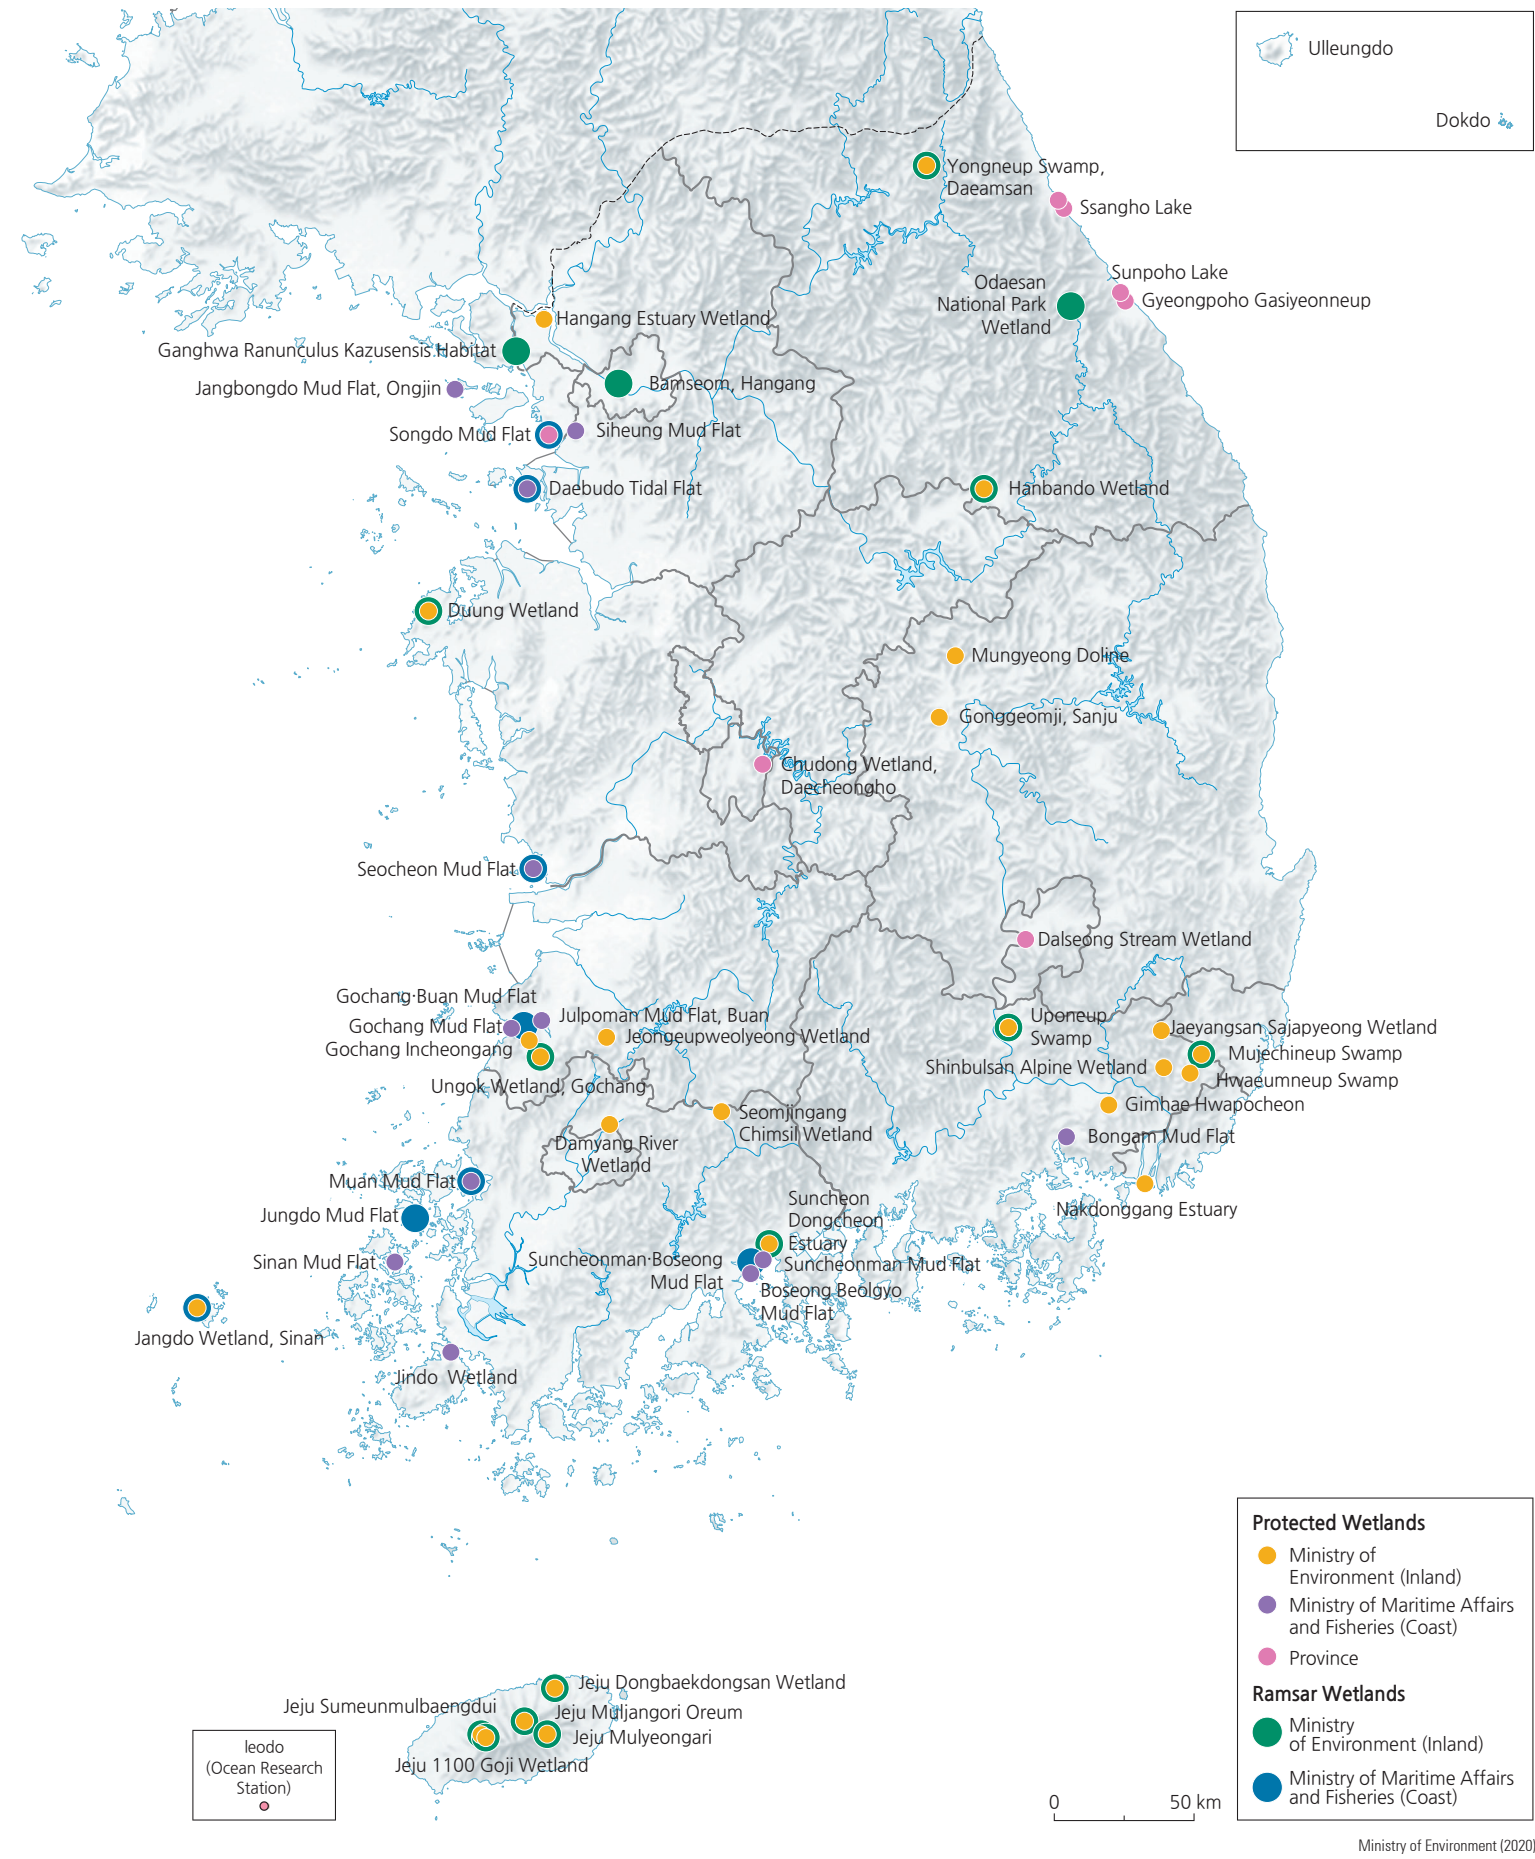 Ulleungdo
Dokdo
Yongneup Swamp,
Daeamsan
Ssangho Lake
Sunpoho Lake
Odaesan
National Park
Wetland
Gyeongpoho Gasiyeonneup
Hangang Estuary Wetland
Ganghwa Ranunculus Kazusensis Habitat
Jangbongdo Mud Flat, Ongjin
Bamseom, Hangang
Songdo Mud Flat
Siheung Mud Flat
Daebudo Tidal Flat
Hanbando Wetland
Duung Wetland
Mungyeong Doline
Gonggeomji, Sanju
Chudong Wetland,
Daecheongho
Seocheon Mud Flat
Dalseong Stream Wetland
Gochang·Buan Mud Flat
Julpoman Mud Flat, Buan
Gochang Mud Flat
Jeongeupweolyeong Wetland
Gochang Incheongang
Ungok Wetland, Gochang
Uponeup
Swamp
Jaeyangsan Sajapyeong Wetland
Mujechineup Swamp
Shinbulsan Alpine Wetland
Hwaeumneup Swamp
Gimhae Hwapocheon
Seomjingang
Chimsil Wetland
Damyang River
Wetland
Bongam Mud Flat
Muan Mud Flat
Jungdo Mud Flat
Nakdonggang Estuary
Suncheon
Dongcheon
Estuary
Sinan Mud Flat
Suncheonman·Boseong
Mud Flat
Suncheonman Mud Flat
Boseong Beolgyo
Mud Flat
Jangdo Wetland, Sinan
Jindo Wetland
Jeju Dongbaekdongsan Wetland
Jeju Sumeunmulbaengdui
Jeju Muljangori Oreum
Jeju Mulyeongari
Jeju 1100 Goji Wetland
Ieodo
(Ocean Research
Station)
0 50 km
Protected Wetlands
Ministry of
Environment (Inland)
Ministry of Maritime Affairs
and Fisheries (Coast)
Province
Ramsar Wetlands
Ministry
of Environment (Inland)
Ministry of Maritime Affairs
and Fisheries (Coast)
Ministry of Environment (2020)